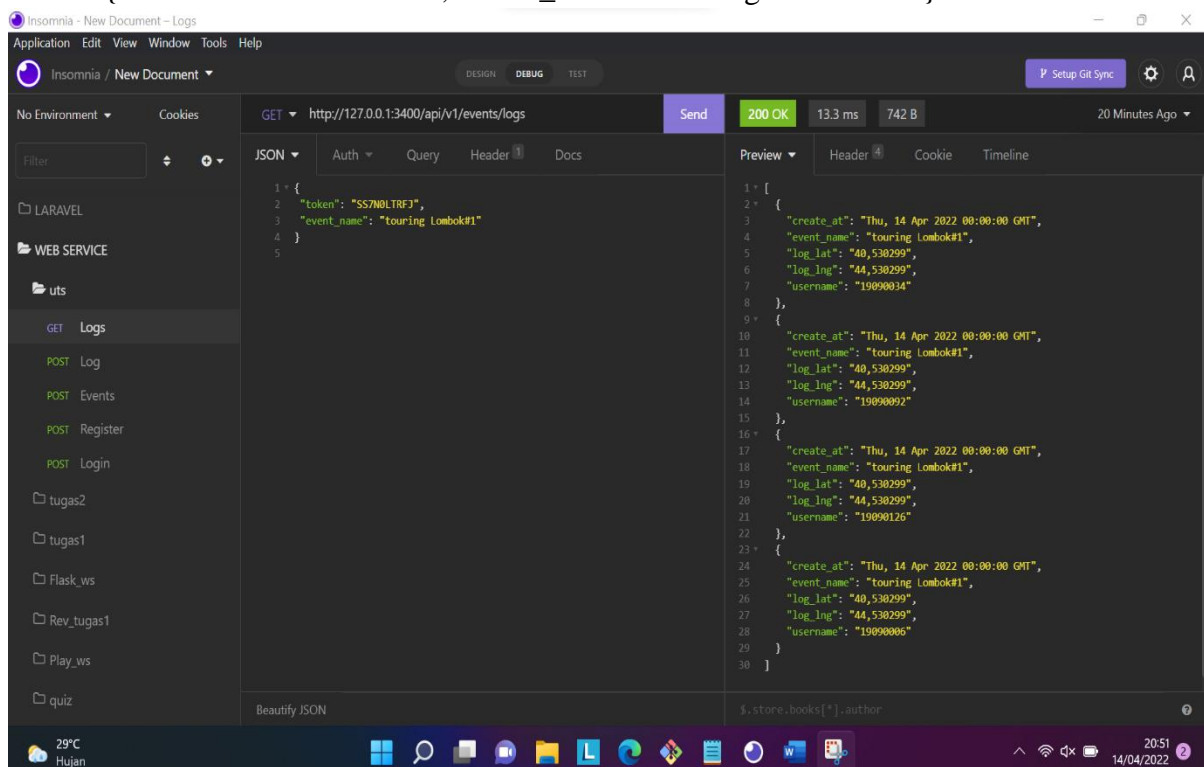 Insomnia - New Document – Logs
Application Edit View Window Tools Help
Insomnia / New Document
DESIGN DEBUG TEST
Setup Git Sync
No Environment Cookies
GET http://127.0.0.1:3400/api/v1/events/logs Send
200 OK 13.3 ms 742 B 20 Minutes Ago
Filter
JSON Auth Query Header 1 Docs
Preview Header 4 Cookie Timeline
LARAVEL
WEB SERVICE
uts
GET Logs
POST Log
POST Events
POST Register
POST Login
tugas2
tugas1
Flask_ws
Rev_tugas1
Play_ws
quiz
1 {
2 "token": "SS7N0LTRFJ",
3 "event_name": "touring Lombok#1"
4 }
5
Beautify JSON
1 [
2 {
3 "create_at": "Thu, 14 Apr 2022 00:00:00 GMT",
4 "event_name": "touring Lombok#1",
5 "log_lat": "40,530299",
6 "log_lng": "44,530299",
7 "username": "19090034"
8 },
9 {
10 "create_at": "Thu, 14 Apr 2022 00:00:00 GMT",
11 "event_name": "touring Lombok#1",
12 "log_lat": "40,530299",
13 "log_lng": "44,530299",
14 "username": "19090092"
15 },
16 {
17 "create_at": "Thu, 14 Apr 2022 00:00:00 GMT",
18 "event_name": "touring Lombok#1",
19 "log_lat": "40,530299",
20 "log_lng": "44,530299",
21 "username": "19090126"
22 },
23 {
24 "create_at": "Thu, 14 Apr 2022 00:00:00 GMT",
25 "event_name": "touring Lombok#1",
26 "log_lat": "40,530299",
27 "log_lng": "44,530299",
28 "username": "19090006"
29 }
30 ]
$.store.books[*].author
29°C
Hujan
20:51
14/04/2022
2